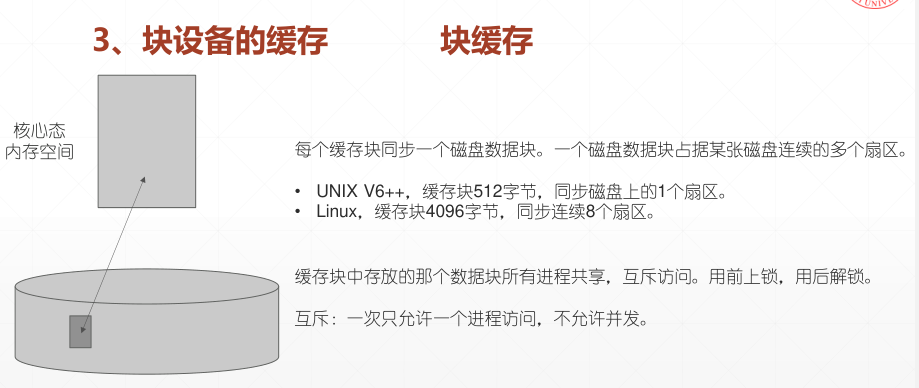 3、块设备的缓存 块缓存
核心态
内存空间
每个缓存块同步一个磁盘数据块。一个磁盘数据块占据某张磁盘连续的多个扇区。
• UNIX V6++，缓存块512字节，同步磁盘上的1个扇区。
• Linux，缓存块4096字节，同步连续8个扇区。
缓存块中存放的那个数据块所有进程共享，互斥访问。用前上锁，用后解锁。
互斥：一次只允许一个进程访问，不允许并发。